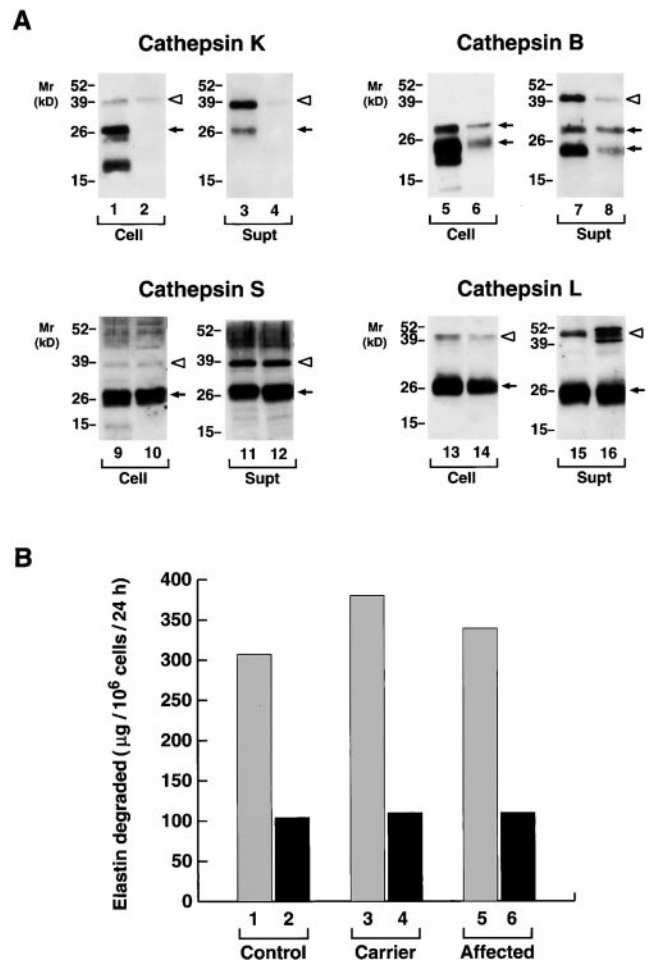 A
Cathepsin K
Cathepsin B
Mr
(kD)
52-
39-
26-
15-
52-
39-
26-
15-
Mr
(kD)
52-
39-
26-
15-
52-
39-
26-
15-
1 2
3 4
5 6
7 8
Cell
Supt
Cell
Supt
Cathepsin S
Cathepsin L
Mr
(kD)
52-
39-
26-
15-
52-
39-
26-
15-
Mr
(kD)
52-
39-
26-
15-
52-
39-
26-
15-
9 10
11 12
13 14
15 16
Cell
Supt
Cell
Supt
B
Elastin degraded (µg / 10⁶ cells / 24 h)
400
350
300
250
200
150
100
50
0
1 2 3 4 5 6
Control Carrier Affected